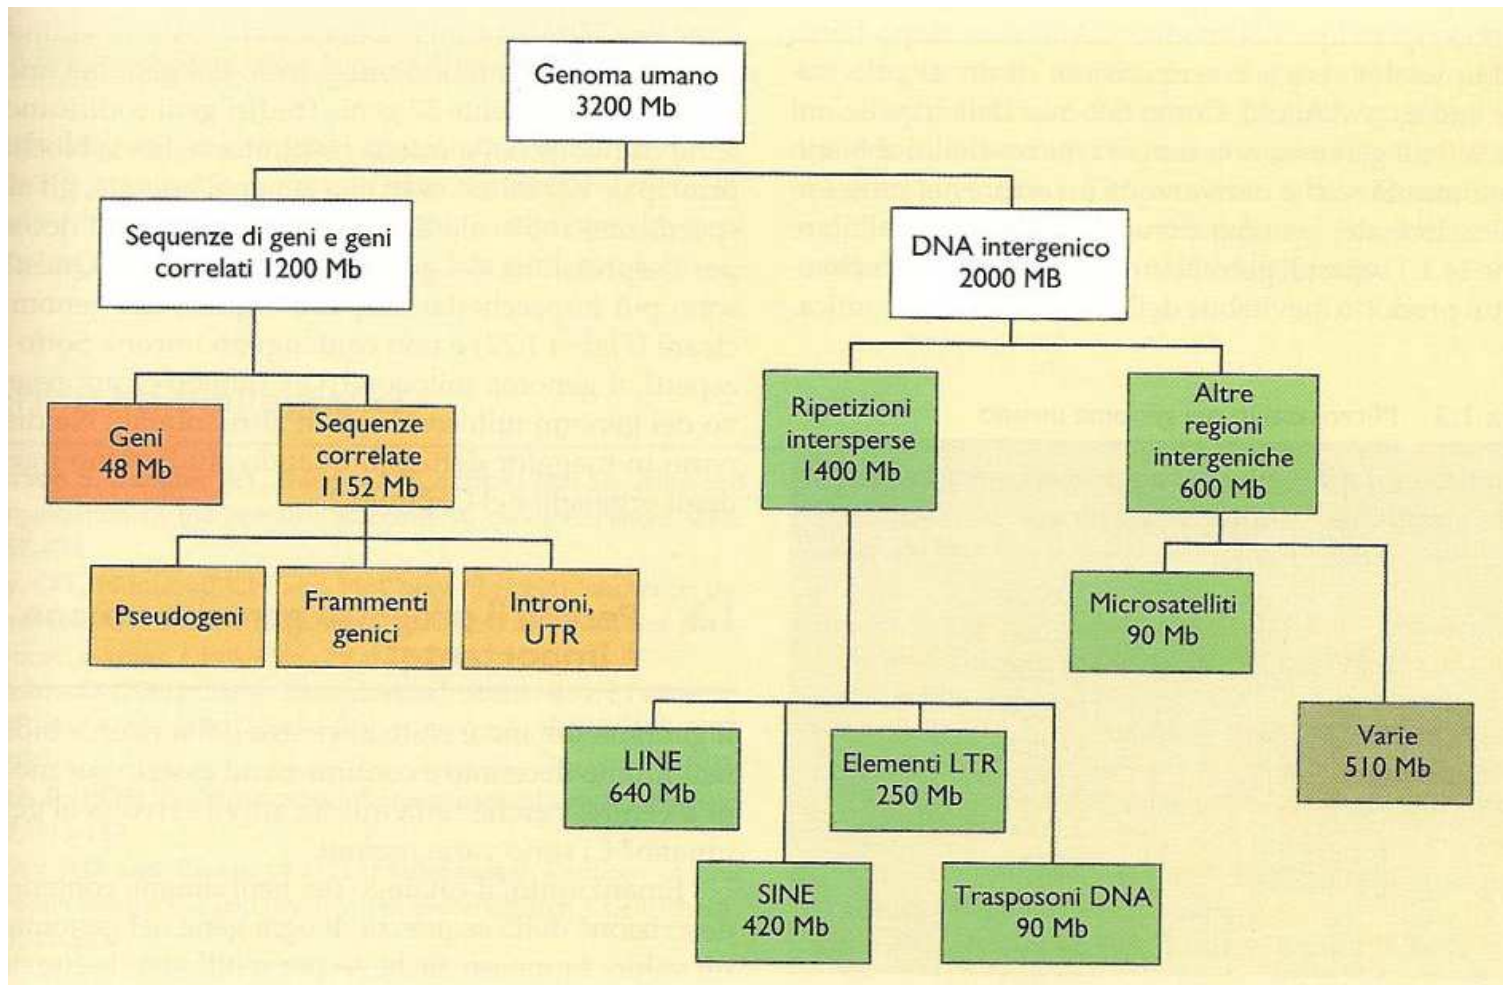 Genoma umano
3200 Mb
Sequenze di geni e geni
correlati 1200 Mb
DNA intergenico
2000 MB
Geni
48 Mb
Sequenze
correlate
1152 Mb
Ripetizioni
intersperse
1400 Mb
Altre
regioni
intergeniche
600 Mb
Pseudogeni
Frammenti
genici
Introni,
UTR
Microsatelliti
90 Mb
LINE
640 Mb
Elementi LTR
250 Mb
Varie
510 Mb
SINE
420 Mb
Trasposoni DNA
90 Mb